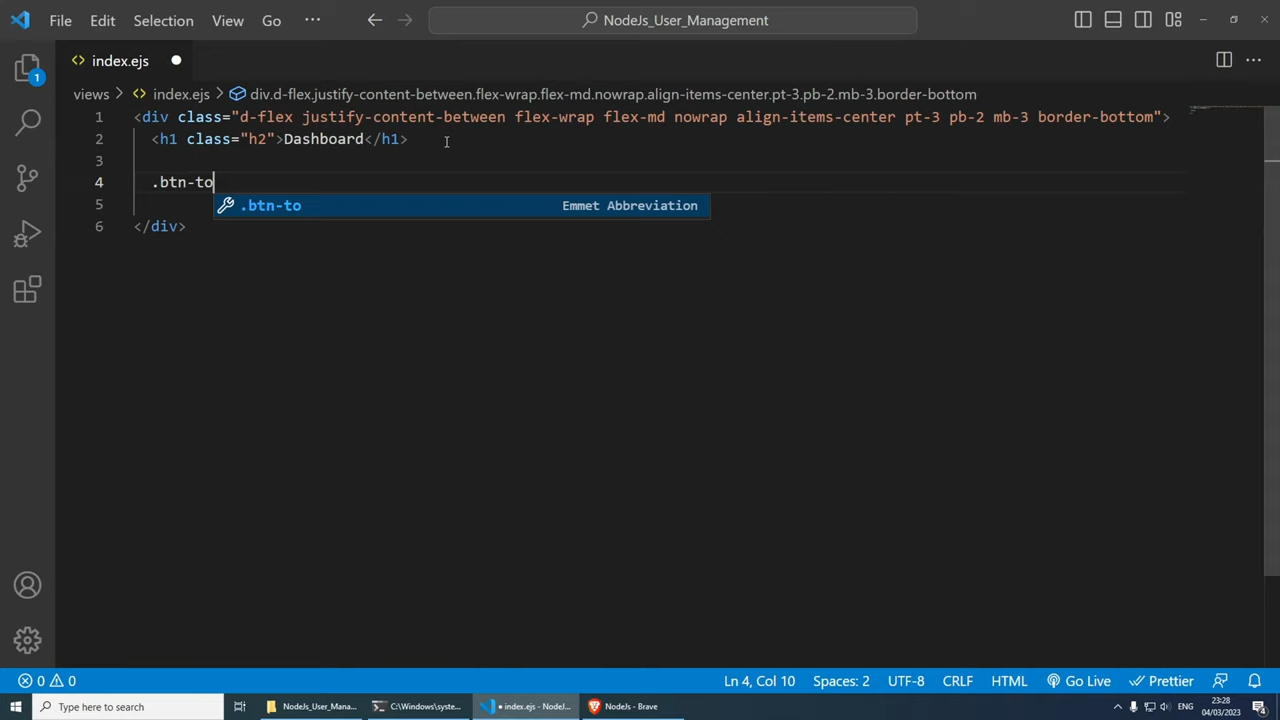 File Edit Selection View Go ··· NodeJs_User_Management
index.ejs
views > index.ejs > div.d-flex.justify-content-between.flex-wrap.flex-md.nowrap.align-items-center.pt-3.pb-2.mb-3.border-bottom
1 <div class="d-flex justify-content-between flex-wrap flex-md nowrap align-items-center pt-3 pb-2 mb-3 border-bottom">
2 <h1 class="h2">Dashboard</h1>
3
4 .btn-to
5 .btn-to Emmet Abbreviation
6 </div>
1
0 0 Ln 4, Col 10 Spaces: 2 UTF-8 CRLF HTML Go Live Prettier
Type here to search NodeJs_User_Mana... C:\Windows\syste... • index.ejs - NodeJ... NodeJs - Brave ENG 23:28
04/03/2023 4